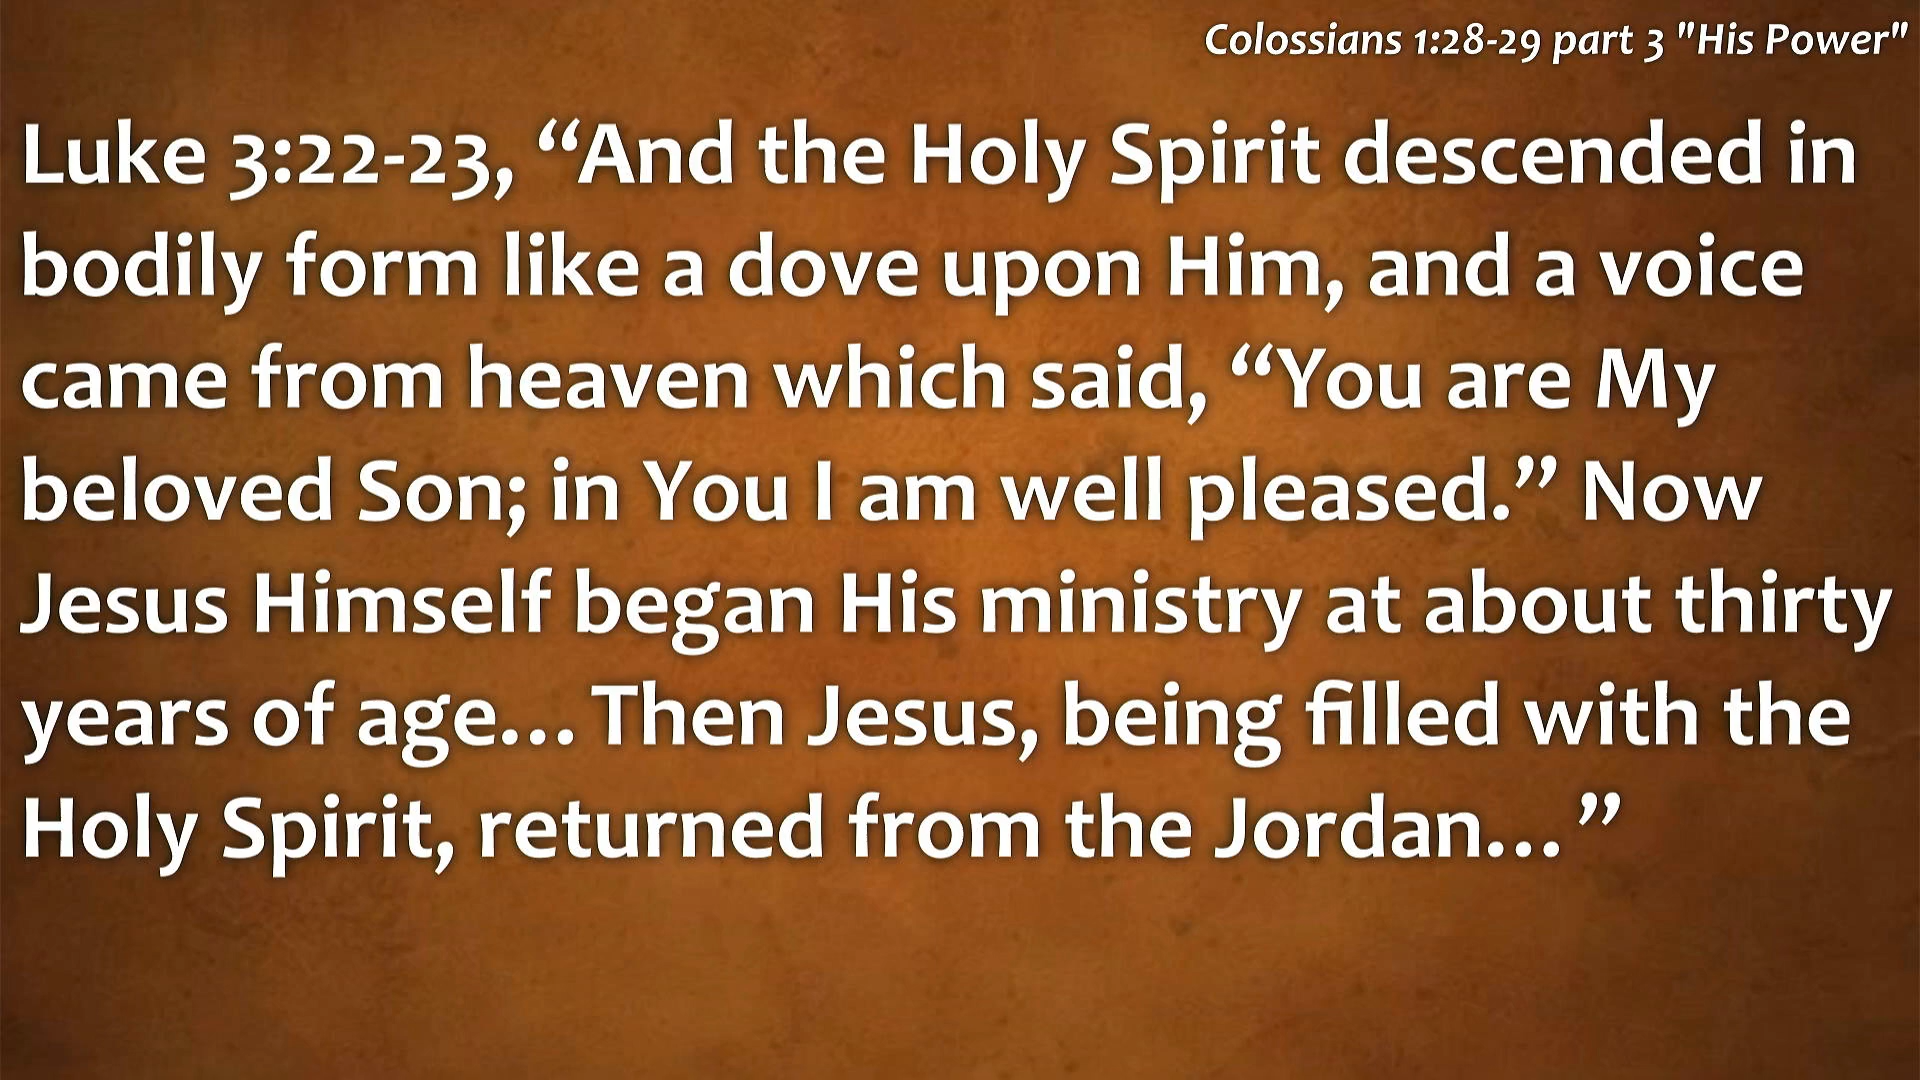 Colossians 1:28-29 part 3 "His Power"
Luke 3:22-23, “And the Holy Spirit descended in
bodily form like a dove upon Him, and a voice
came from heaven which said, “You are My
beloved Son; in You I am well pleased.” Now
Jesus Himself began His ministry at about thirty
years of age… Then Jesus, being filled with the
Holy Spirit, returned from the Jordan…”